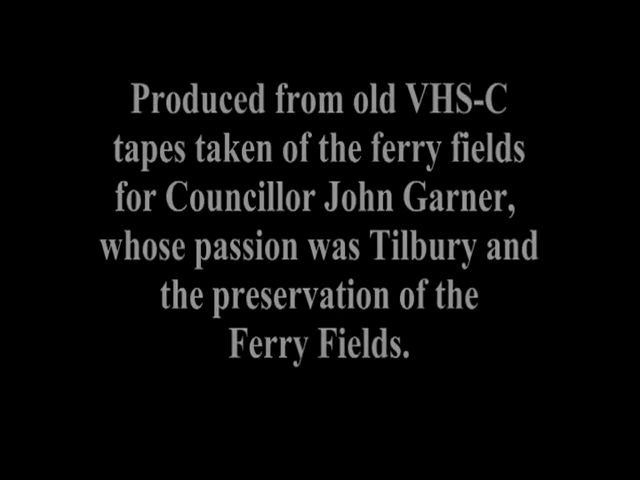 Produced from old VHS-C
tapes taken of the ferry fields
for Councillor John Garner,
whose passion was Tilbury and
the preservation of the
Ferry Fields.